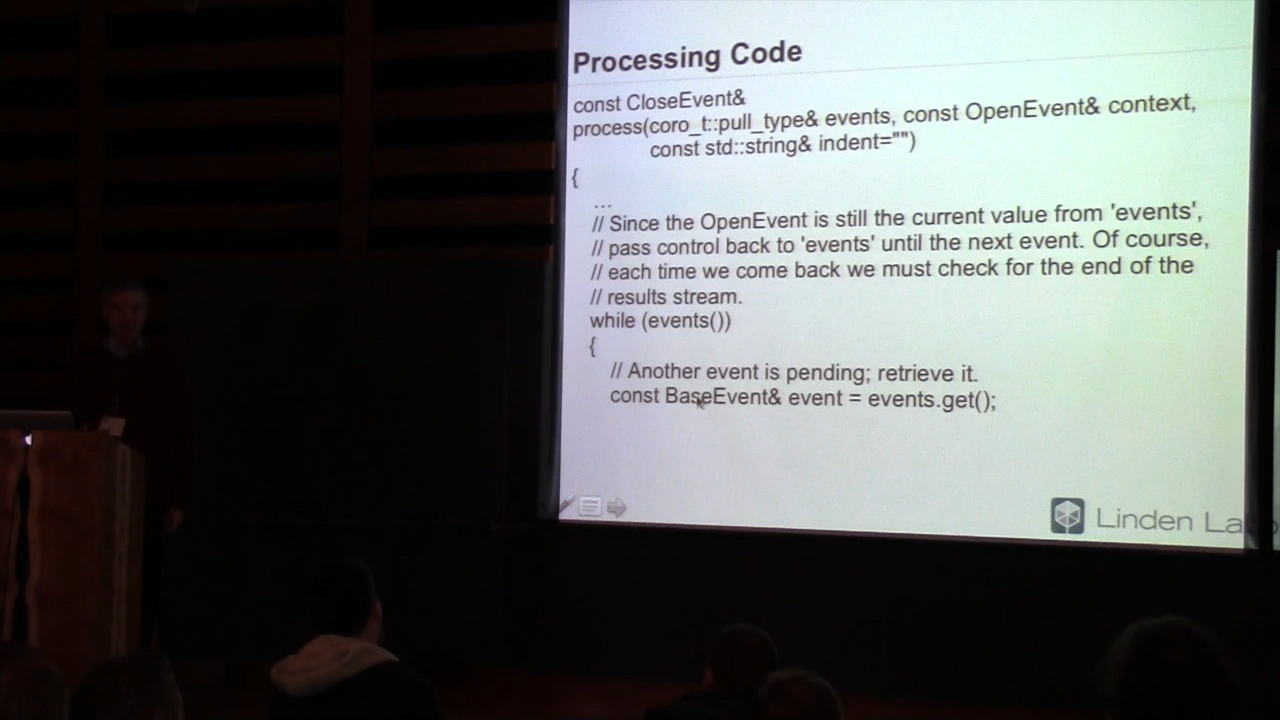 Processing Code
const CloseEvent&
process(coro_t::pull_type& events, const OpenEvent& context,
const std::string& indent="")
{
...
// Since the OpenEvent is still the current value from 'events',
// pass control back to 'events' until the next event. Of course,
// each time we come back we must check for the end of the
// results stream.
while (events())
{
// Another event is pending; retrieve it.
const BaseEvent& event = events.get();
Linden Lab